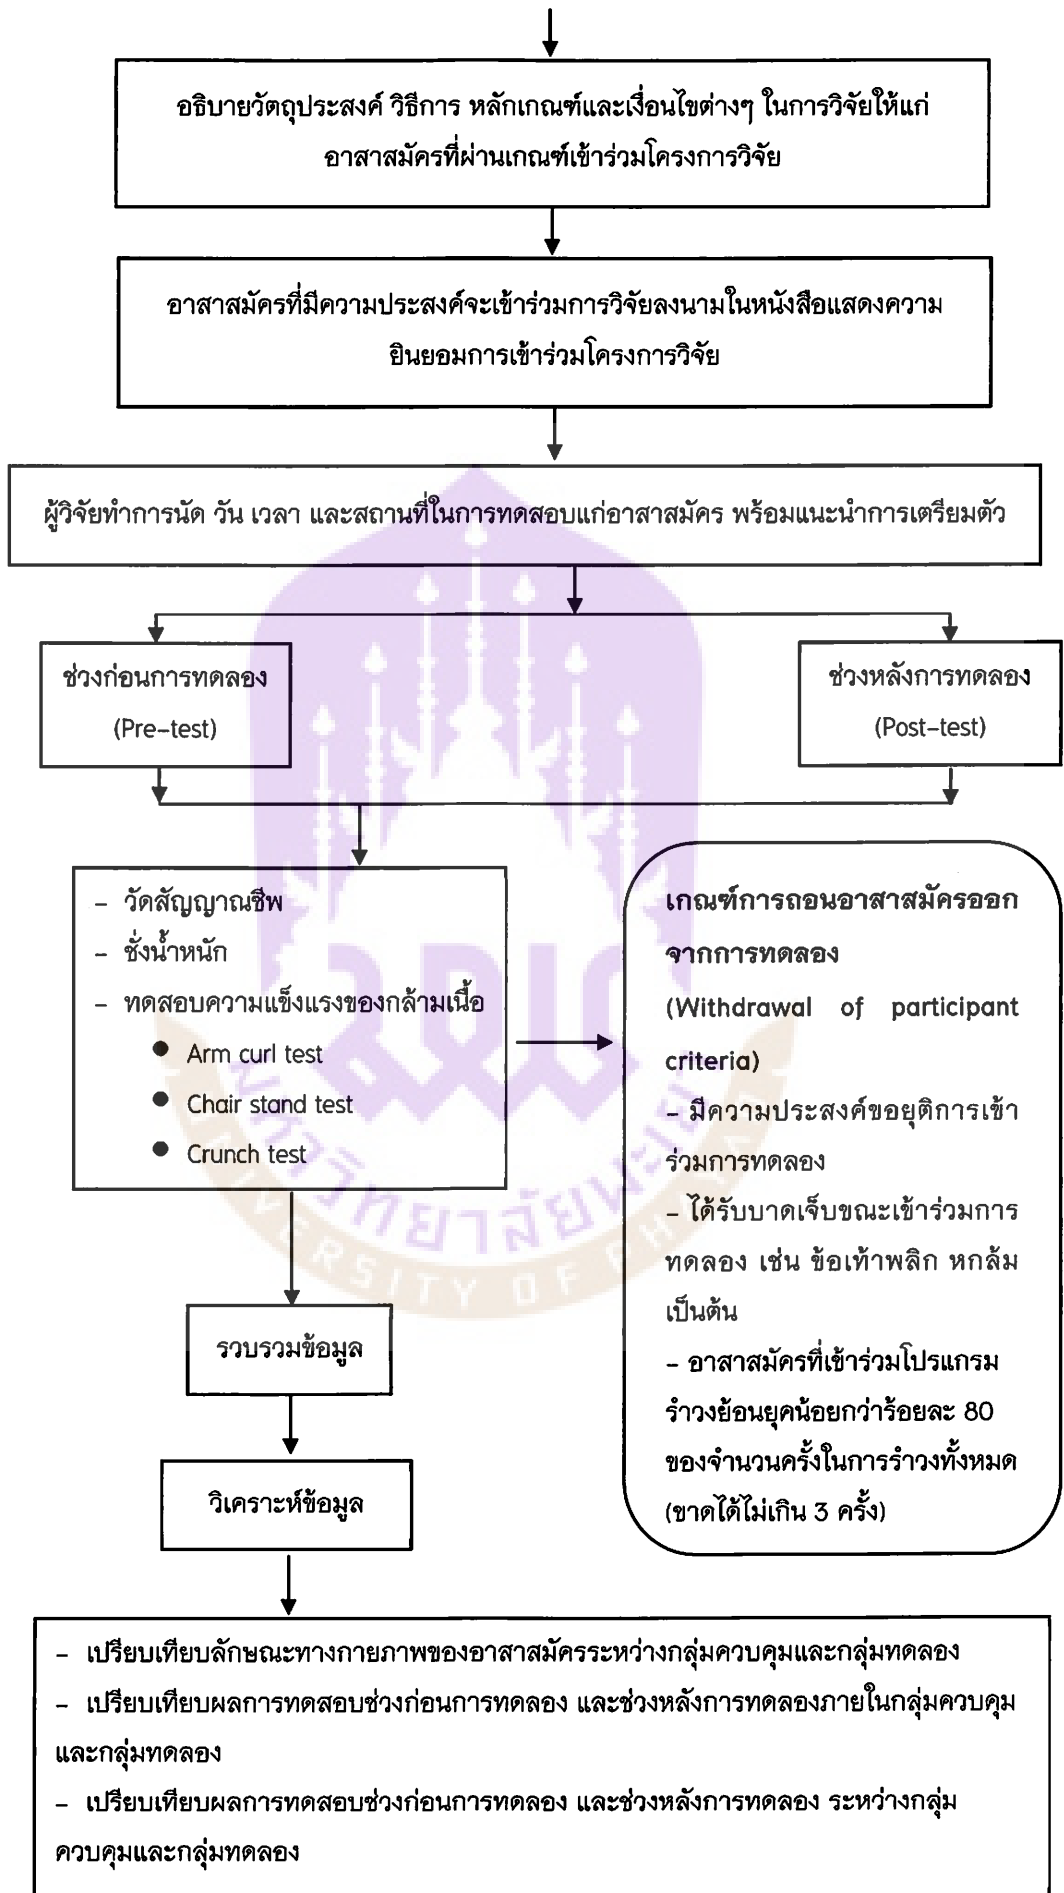 อธิบายวัตถุประสงค์ วิธีการ หลักเกณฑ์และเงื่อนไขต่างๆ ในการวิจัยให้แก่
อาสาสมัครที่ผ่านเกณฑ์เข้าร่วมโครงการวิจัย
อาสาสมัครที่มีความประสงค์จะเข้าร่วมการวิจัยลงนามในหนังสือแสดงความ
ยินยอมการเข้าร่วมโครงการวิจัย
ผู้วิจัยทำการนัด วัน เวลา และสถานที่ในการทดสอบแก่อาสาสมัคร พร้อมแนะนำการเตรียมตัว
ช่วงก่อนการทดลอง
(Pre-test)
ช่วงหลังการทดลอง
(Post-test)
- วัดสัญญาณชีพ
- ชั่งน้ำหนัก
- ทดสอบความแข็งแรงของกล้ามเนื้อ
● Arm curl test
● Chair stand test
● Crunch test
เกณฑ์การถอนอาสาสมัครออก
จากการทดลอง
(Withdrawal of participant
criteria)
- มีความประสงค์ขอยุติการเข้า
ร่วมการทดลอง
- ได้รับบาดเจ็บขณะเข้าร่วมการ
ทดลอง เช่น ข้อเท้าพลิก หกล้ม
เป็นต้น
- อาสาสมัครที่เข้าร่วมโปรแกรม
รำวงย้อนยุคน้อยกว่าร้อยละ 80
ของจำนวนครั้งในการรำวงทั้งหมด
(ขาดได้ไม่เกิน 3 ครั้ง)
มหาวิทยาลัยพะเยา
UNIVERSITY OF PHAYAO
รวบรวมข้อมูล
วิเคราะห์ข้อมูล
- เปรียบเทียบลักษณะทางกายภาพของอาสาสมัครระหว่างกลุ่มควบคุมและกลุ่มทดลอง
- เปรียบเทียบผลการทดสอบช่วงก่อนการทดลอง และช่วงหลังการทดลองภายในกลุ่มควบคุม
และกลุ่มทดลอง
- เปรียบเทียบผลการทดสอบช่วงก่อนการทดลอง และช่วงหลังการทดลอง ระหว่างกลุ่ม
ควบคุมและกลุ่มทดลอง